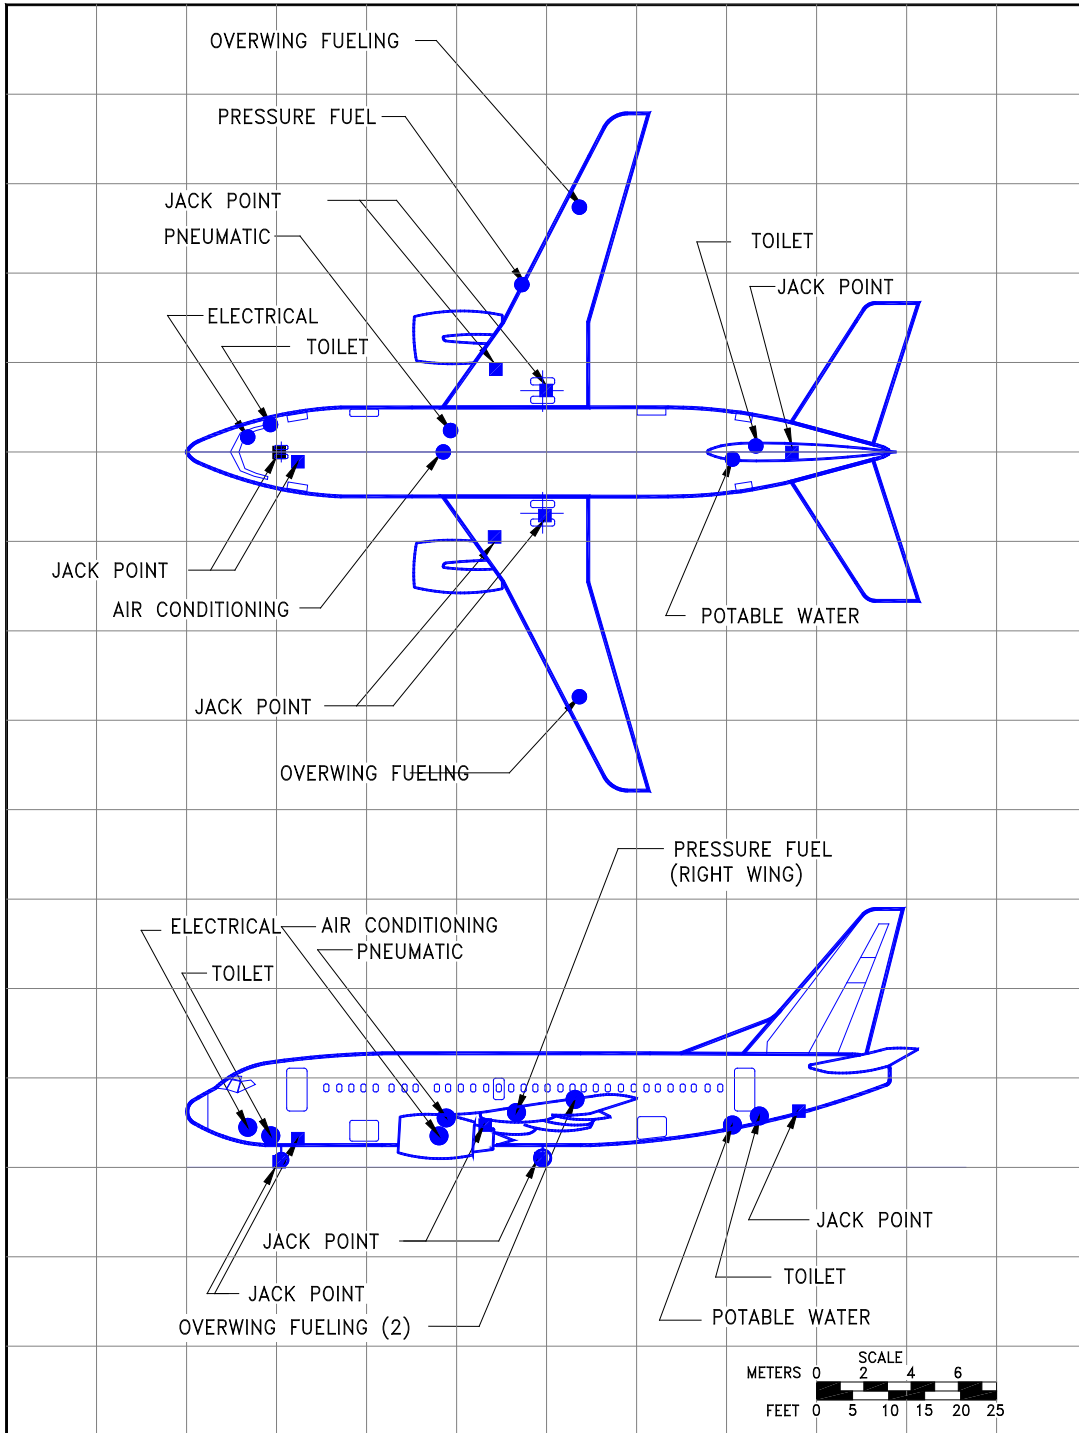 OVERWING FUELING
PRESSURE FUEL
JACK POINT
PNEUMATIC
TOILET
JACK POINT
ELECTRICAL
TOILET
JACK POINT
AIR CONDITIONING
POTABLE WATER
JACK POINT
OVERWING FUELING
PRESSURE FUEL
(RIGHT WING)
ELECTRICAL
AIR CONDITIONING
PNEUMATIC
TOILET
JACK POINT
JACK POINT
TOILET
JACK POINT
POTABLE WATER
OVERWING FUELING (2)
SCALE
METERS 0 2 4 6
FEET 0 5 10 15 20 25